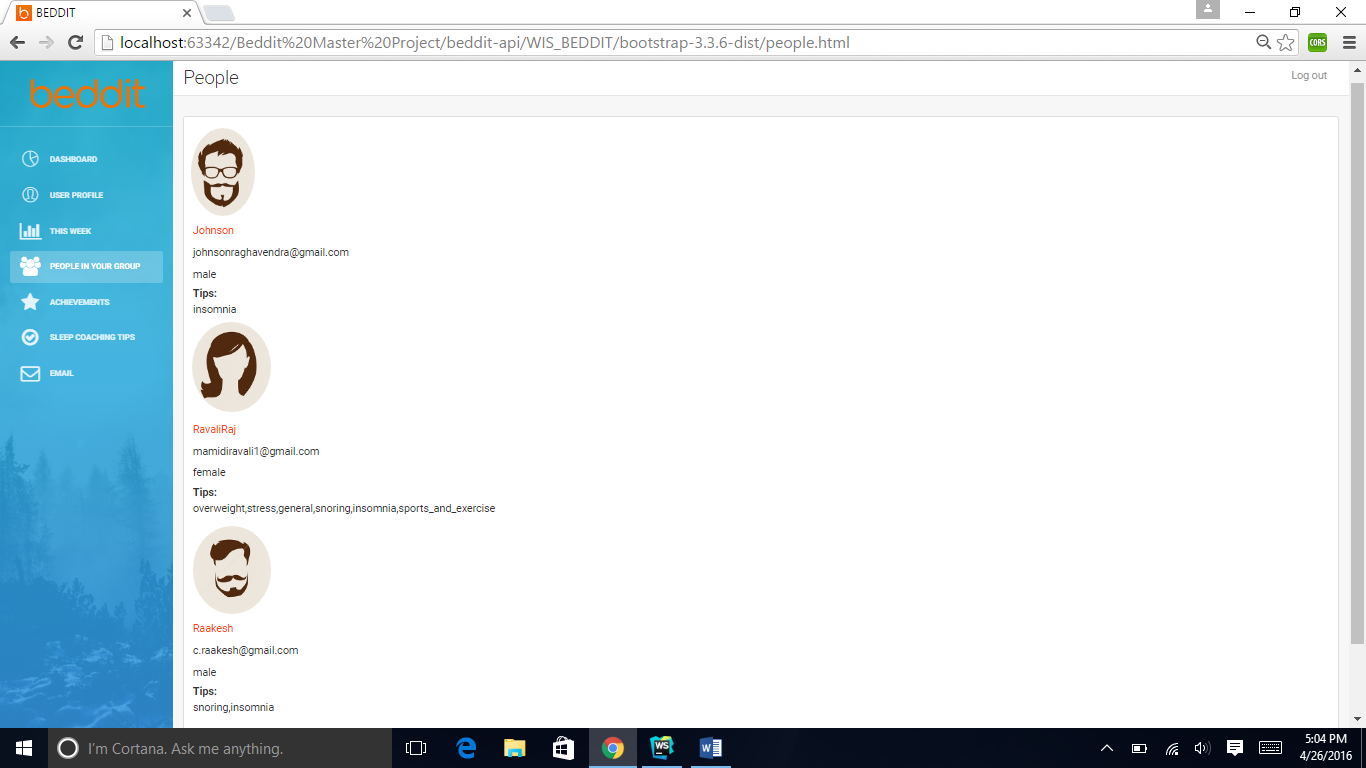 BEDDIT
localhost:63342/Beddit%20Master%20Project/beddit-api/WIS_BEDDIT/bootstrap-3.3.6-dist/people.html
CORS
beddit
People
Log out
DASHBOARD
USER PROFILE
THIS WEEK
PEOPLE IN YOUR GROUP
ACHIEVEMENTS
SLEEP COACHING TIPS
EMAIL
Johnson
johnsonraghavendra@gmail.com
male
Tips:
insomnia
RavaliRaj
mamidiravali1@gmail.com
female
Tips:
overweight,stress,general,snoring,insomnia,sports_and_exercise
Raakesh
c.raakesh@gmail.com
male
Tips:
snoring,insomnia
I'm Cortana. Ask me anything.
WS
5:04 PM
4/26/2016